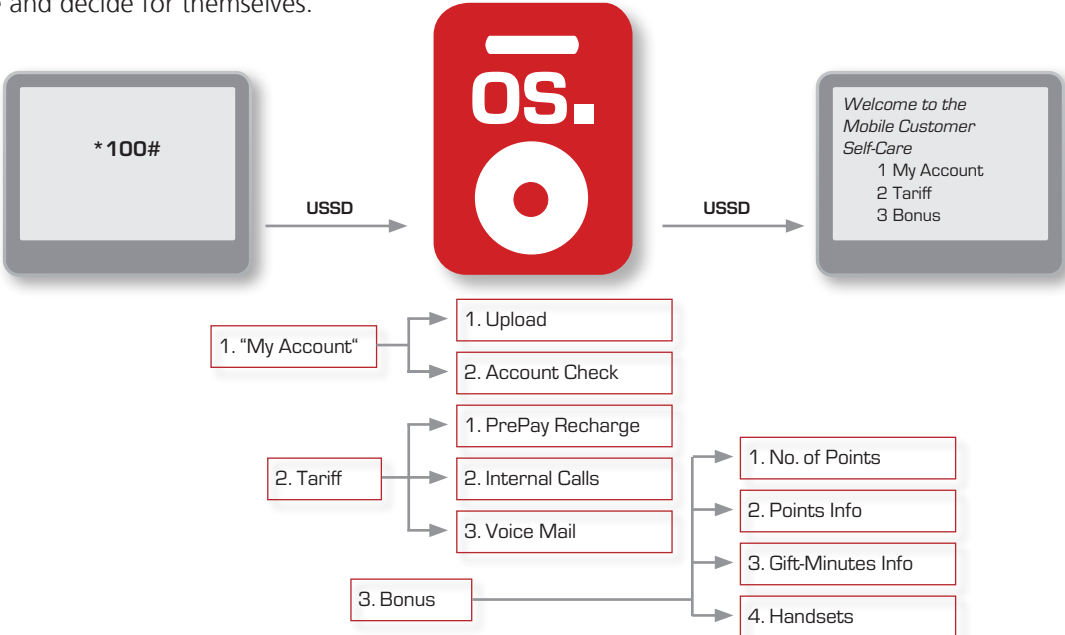 and decide for themselves.
*100#
USSD
OS.
USSD
Welcome to the
Mobile Customer
Self-Care
1 My Account
2 Tariff
3 Bonus
1. "My Account“
1. Upload
2. Account Check
2. Tariff
1. PrePay Recharge
2. Internal Calls
3. Voice Mail
3. Bonus
1. No. of Points
2. Points Info
3. Gift-Minutes Info
4. Handsets